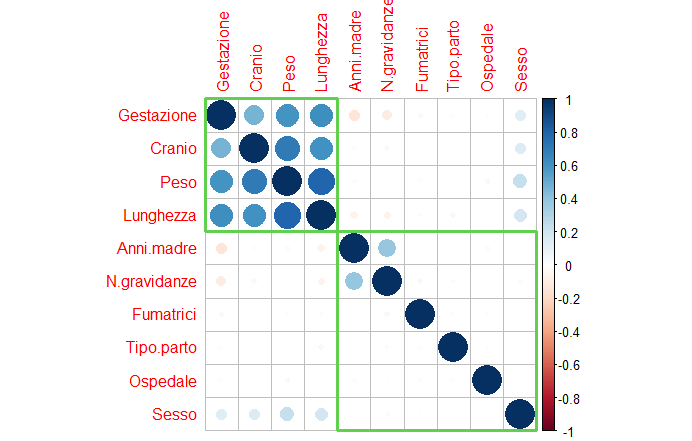 Gestazione
Cranio
Peso
Lunghezza
Anni.madre
N.gravidanze
Fumatrici
Tipo.parto
Ospedale
Sesso
Gestazione
Cranio
Peso
Lunghezza
Anni.madre
N.gravidanze
Fumatrici
Tipo.parto
Ospedale
Sesso
1
0.8
0.6
0.4
0.2
0
-0.2
-0.4
-0.6
-0.8
-1